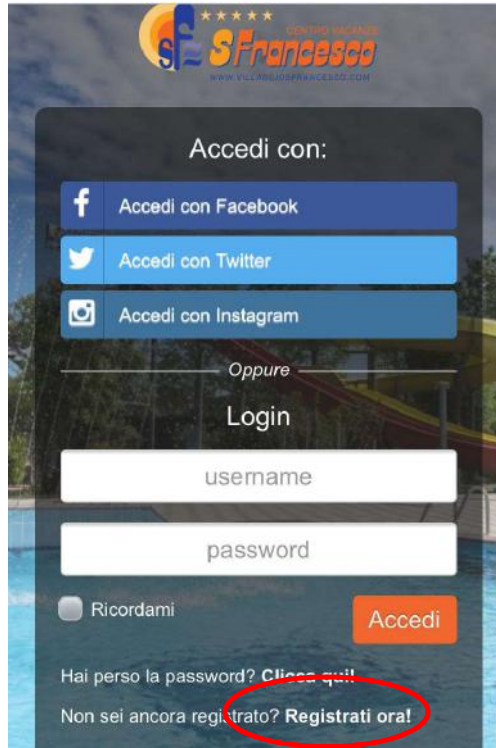 CENTRO VACANZE
SFrancesco
WWW.VILLAGGIOSFRANCESCO.COM
Accedi con:
Accedi con Facebook
Accedi con Twitter
Accedi con Instagram
Oppure
Login
username
password
Ricordami
Accedi
Hai perso la password? Clicca qui!
Non sei ancora registrato? Registrati ora!